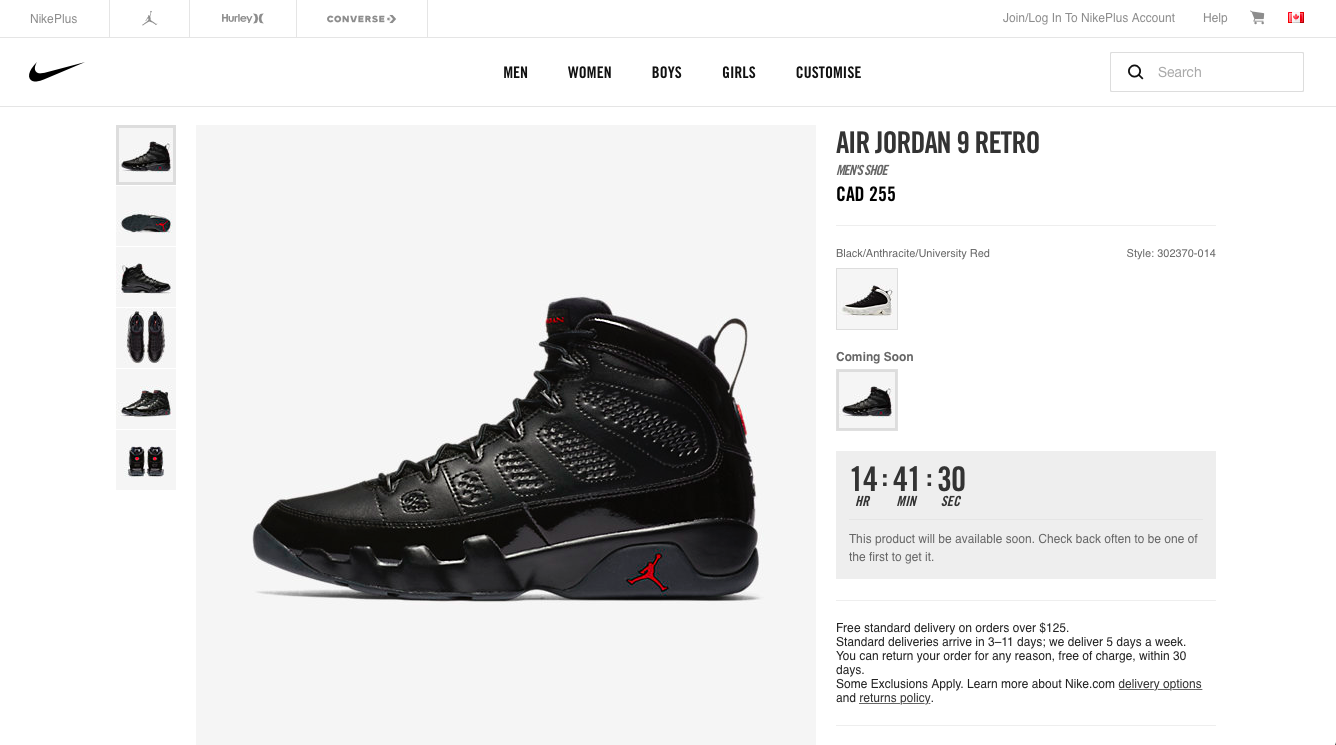 NikePlus
Hurley
CONVERSE
Join/Log In To NikePlus Account
Help
MEN
WOMEN
BOYS
GIRLS
CUSTOMISE
Search
AIR JORDAN 9 RETRO
MEN'S SHOE
CAD 255
Black/Anthracite/University Red
Style: 302370-014
Coming Soon
14 : 41 : 30
HR MIN SEC
This product will be available soon. Check back often to be one of
the first to get it.
Free standard delivery on orders over $125.
Standard deliveries arrive in 3–11 days; we deliver 5 days a week.
You can return your order for any reason, free of charge, within 30
days.
Some Exclusions Apply. Learn more about Nike.com delivery options
and returns policy.